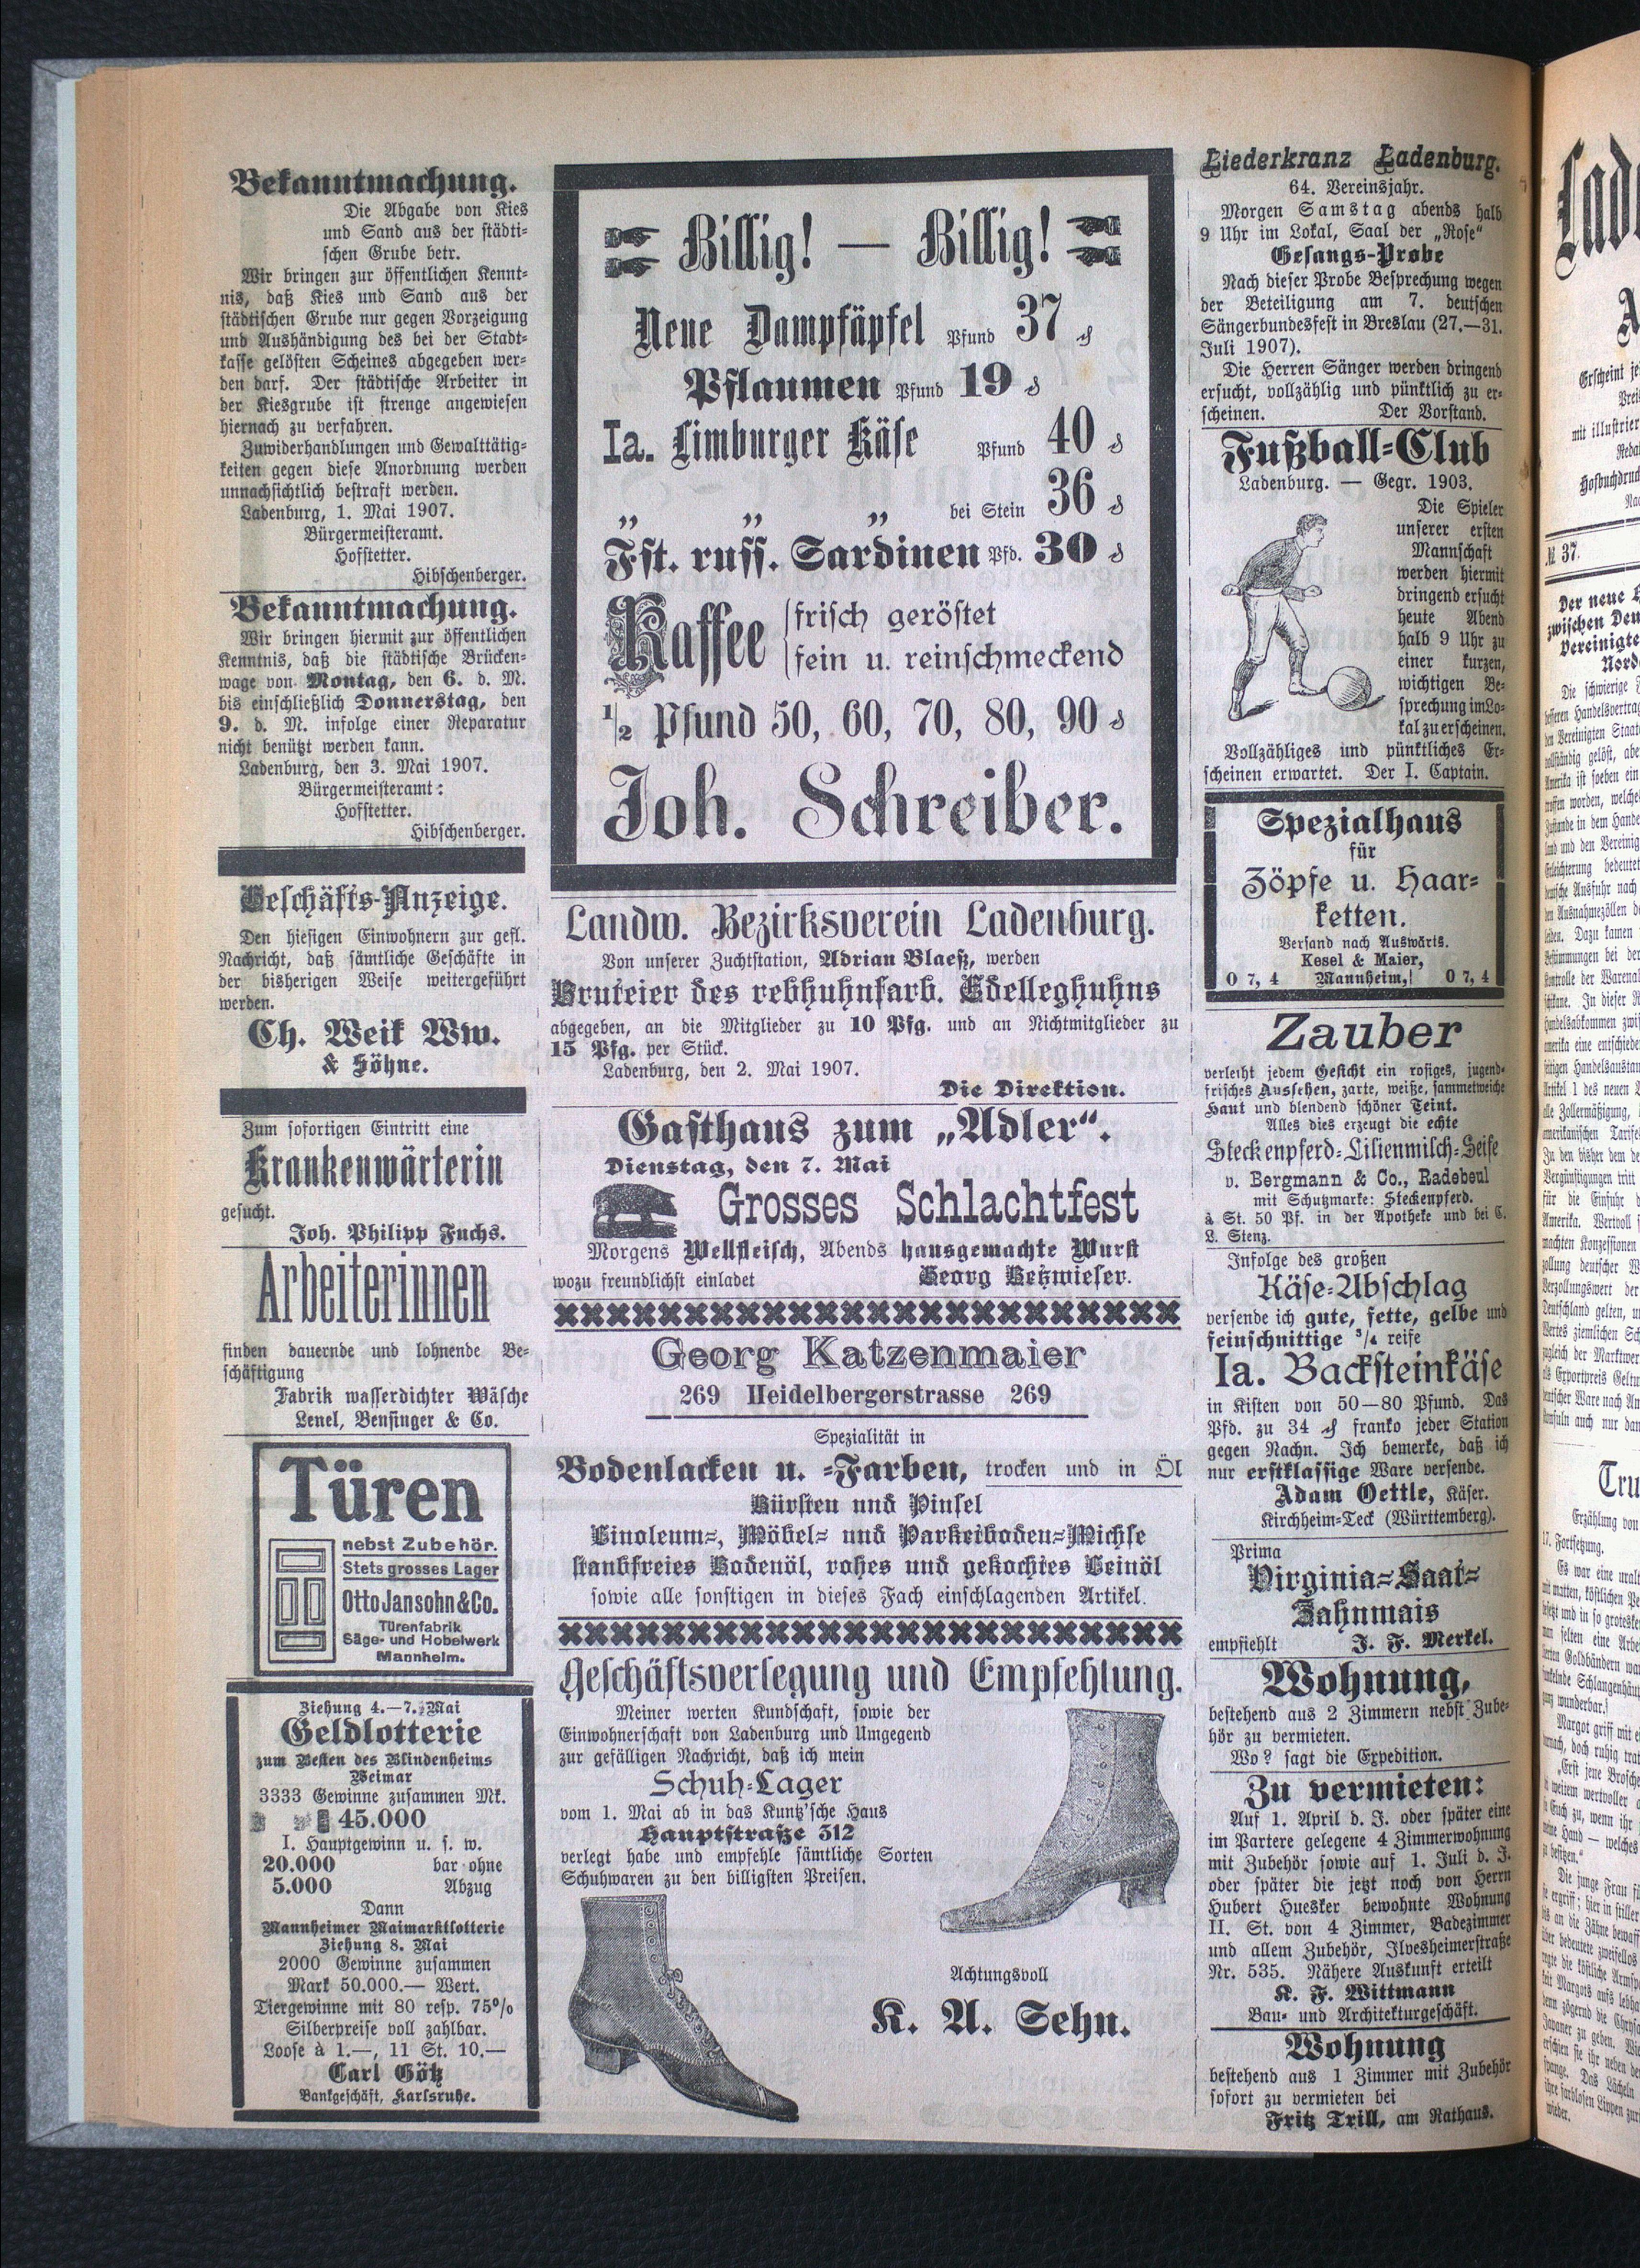 Bekanntmachung.
Die Abgabe von Kies
und Sand aus der städti-
schen Grube betr.
Wir bringen zur öffentlichen Kennt-
nis, daß Kies und Sand aus der
städtischen Grube nur gegen Vorzeigung
und Aushändigung des bei der Stadt-
kasse gelösten Scheines abgegeben wer-
den darf. Der städtische Arbeiter in
der Kiesgrube ist strenge angewiesen
hiernach zu verfahren.
Zuwiderhandlungen und Gewalttätig-
keiten gegen diese Anordnung werden
unnachsichtlich bestraft werden.
Ladenburg, 1. Mai 1907.
Bürgermeisteramt.
Hofstetter.
Hibschenberger.
Bekanntmachung.
Wir bringen hiermit zur öffentlichen
Kenntnis, daß die städtische Brücken-
wage von Montag, den 6. d. M.
bis einschließlich Donnerstag, den
9. d. M. infolge einer Reparatur
nicht benützt werden kann.
Ladenburg, den 3. Mai 1907.
Bürgermeisteramt:
Hofstetter.
Hibschenberger.
Geschäfts-Anzeige.
Den hiesigen Einwohnern zur gefl.
Nachricht, daß sämtliche Geschäfte in
der bisherigen Weise weitergeführt
werden.
Ch. Weik Ww.
& Söhne.
Zum sofortigen Eintritt eine
Krankenwärterin
gesucht.
Joh. Philipp Fuchs.
Arbeiterinnen
finden dauernde und lohnende Be-
schäftigung
Fabrik wasserdichter Wäsche
Lenel, Bensinger & Co.
Türen
nebst Zubehör.
Stets grosses Lager
Otto Jansohn & Co.
Türenfabrik
Säge- und Hobelwerk
Mannheim.
Ziehung 4.—7. Mai
Geldlotterie
zum Besten des Blindenheims
Weimar
3333 Gewinne zusammen Mk.
45.000
I. Hauptgewinn u. s. w.
20.000 bar ohne
5.000 Abzug
Dann
Mannheimer Maimarktlotterie
Ziehung 8. Mai
2000 Gewinne zusammen
Mark 50.000.— Wert.
Tiergewinne mit 80 resp. 75%
Silberpreise voll zahlbar.
Loose à 1.—, 11 St. 10.—
Carl Götz
Bankgeschäft, Karlsruhe.
Billig! — Billig!
Neue Dampfäpfel Pfund 37 ₰
Pflaumen Pfund 19 ₰
Ia. Limburger Käse Pfund 40 ₰
„ „ „ bei Stein 36 ₰
Fst. russ. Sardinen Pfd. 30 ₰
Kaffee frisch geröstet
fein u. reinschmeckend
1/2 Pfund 50, 60, 70, 80, 90 ₰
Joh. Schreiber.
Landw. Bezirksverein Ladenburg.
Von unserer Zuchtstation, Adrian Blaeß, werden
Bruteier des rebhuhnfarb. Edelleghuhns
abgegeben, an die Mitglieder zu 10 Pfg. und an Nichtmitglieder zu
15 Pfg. per Stück.
Ladenburg, den 2. Mai 1907.
Die Direktion.
Gasthaus zum „Adler“.
Dienstag, den 7. Mai
Grosses Schlachtfest
Morgens Wellfleisch, Abends hausgemachte Wurst
wozu freundlichst einladet Georg Betzwieser.
Georg Katzenmaier
269 Heidelbergerstrasse 269
Spezialität in
Bodenlacken u. -Farben, trocken und in Öl
Bürsten und Pinsel
Linoleum-, Möbel- und Parketboden-Wichse
staubfreies Bodenöl, rohes und gekochtes Leinöl
sowie alle sonstigen in dieses Fach einschlagenden Artikel.
Geschäftsverlegung und Empfehlung.
Meiner werten Kundschaft, sowie der
Einwohnerschaft von Ladenburg und Umgegend
zur gefälligen Nachricht, daß ich mein
Schuh-Lager
vom 1. Mai ab in das Kuntz'sche Haus
Hauptstraße 312
verlegt habe und empfehle sämtliche Sorten
Schuhwaren zu den billigsten Preisen.
Achtungsvoll
K. A. Sehn.
Liederkranz Ladenburg.
64. Vereinsjahr.
Morgen Samstag abends halb
9 Uhr im Lokal, Saal der „Rose“
Gesangs-Probe
Nach dieser Probe Besprechung wegen
der Beteiligung am 7. deutschen
Sängerbundesfest in Breslau (27.—31.
Juli 1907).
Die Herren Sänger werden dringend
ersucht, vollzählig und pünktlich zu er-
scheinen. Der Vorstand.
Fußball-Club
Ladenburg. — Gegr. 1903.
Die Spieler
unserer ersten
Mannschaft
werden hiermit
dringend ersucht
heute Abend
halb 9 Uhr zu
einer kurzen,
wichtigen Be-
sprechung im Lo-
kal zu erscheinen.
Vollzähliges und pünktliches Er-
scheinen erwartet. Der I. Captain.
Spezialhaus
für
Zöpfe u. Haar-
ketten.
Versand nach Auswärts.
Kesel & Maier,
O 7, 4 Mannheim, O 7, 4
Zauber
verleiht jedem Gesicht ein rosiges, jugend-
frisches Aussehen, zarte, weiße, sammetweiche
Haut und blendend schöner Teint.
Alles dies erzeugt die echte
Steckenpferd-Lilienmilch-Seife
v. Bergmann & Co., Radebeul
mit Schutzmarke: Steckenpferd.
à St. 50 Pf. in der Apotheke und bei C.
L. Stenz.
Infolge des großen
Käse-Abschlag
versende ich gute, fette, gelbe und
feinschnittige 3/4 reife
Ia. Backsteinkäse
in Kisten von 50—80 Pfund. Das
Pfd. zu 34 ₰ franko jeder Station
gegen Nachn. Ich bemerke, daß ich
nur erstklassige Ware versende.
Adam Oettle, Käser.
Kirchheim-Teck (Württemberg).
Prima
Virginia-Saat-
Zahnmais
empfiehlt J. F. Merkel.
Wohnung,
bestehend aus 2 Zimmern nebst Zube-
hör zu vermieten.
Wo? sagt die Expedition.
Zu vermieten:
Auf 1. April d. J. oder später eine
im Partere gelegene 4 Zimmerwohnung
mit Zubehör sowie auf 1. Juli d. J.
oder später die jetzt noch von Herrn
Hubert Huesker bewohnte Wohnung
II. St. von 4 Zimmer, Badezimmer
und allem Zubehör, Ilvesheimerstraße
Nr. 535. Nähere Auskunft erteilt
K. F. Wittmann
Bau- und Architekturgeschäft.
Wohnung
bestehend aus 1 Zimmer mit Zubehör
sofort zu vermieten bei
Fritz Trill, am Rathaus.
Erscheint
mit
№ 37.
Der neue
zwischen
Die schwierige
Erzählung von
17. Fortsetzung.
Es war eine
Margot griff mit
Die junge Frau
wieder.